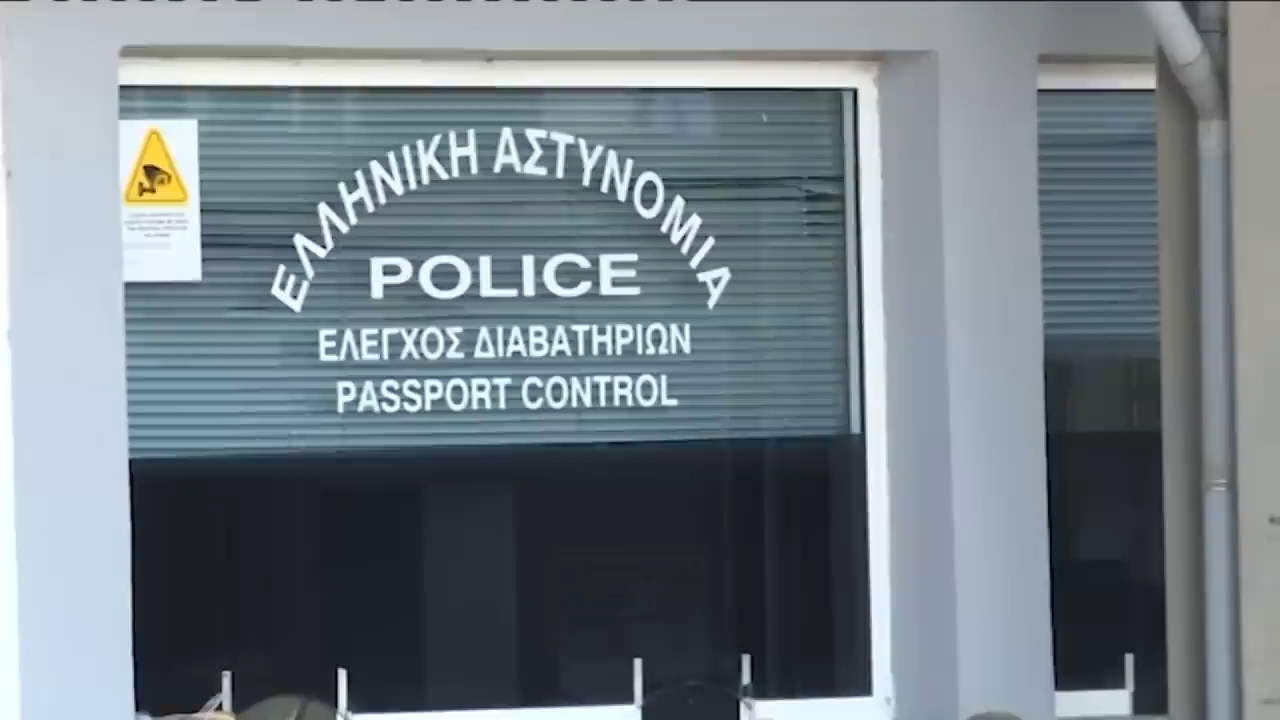 ΕΛΛΗΝΙΚΗ ΑΣΤΥΝΟΜΙΑ
POLICE
ΕΛΕΓΧΟΣ ΔΙΑΒΑΤΗΡΙΩΝ
PASSPORT CONTROL